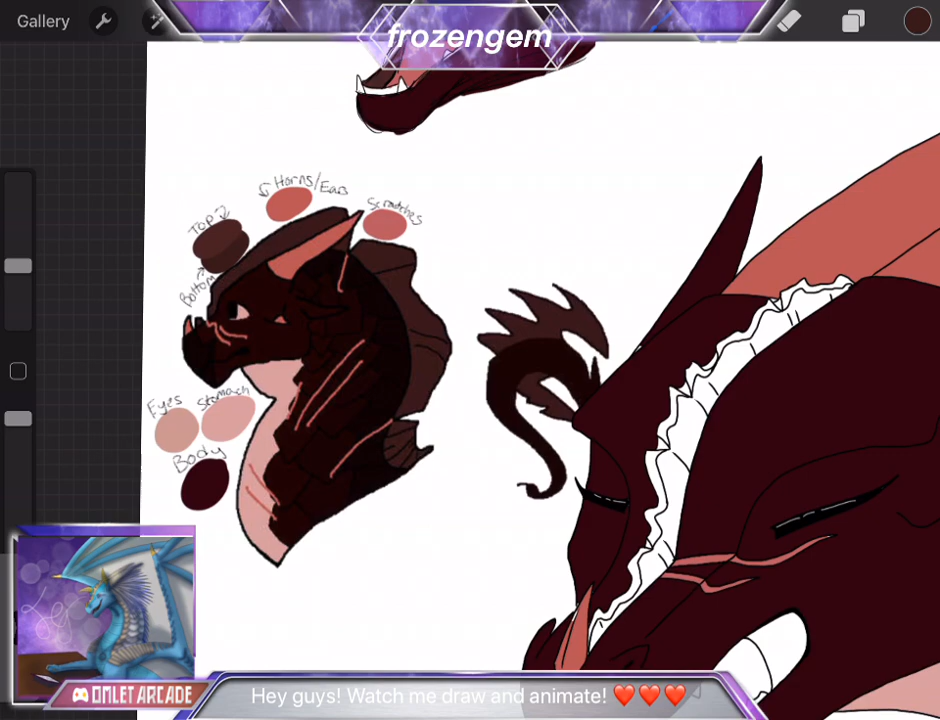 Gallery
frozengem
Horns/Ears
Scratches
Top
Bottom
Eyes
Stomach
Body
OMLET ARCADE
Hey guys! Watch me draw and animate! ❤️❤️❤️